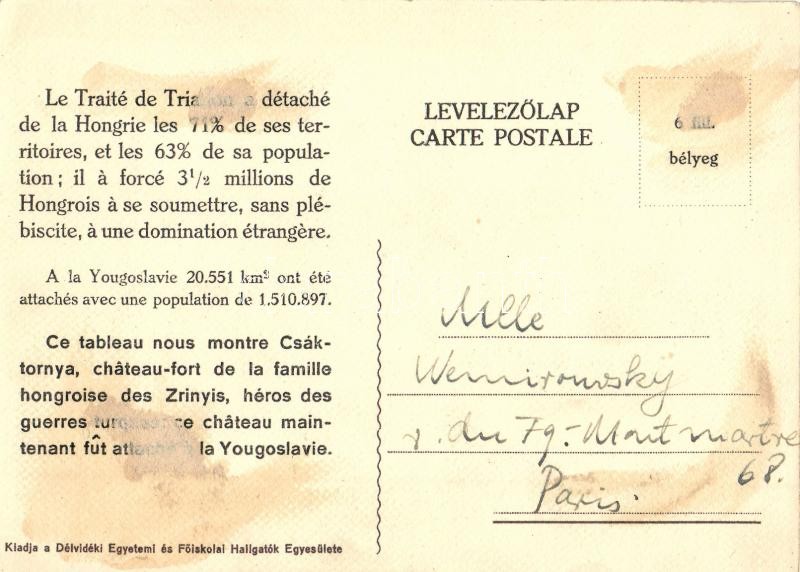 Le Traité de Trianon a détaché
de la Hongrie les 71% de ses ter-
ritoires, et les 63% de sa popula-
tion ; il à forcé 3¹/₂ millions de
Hongrois à se soumettre, sans plé-
biscite, à une domination étrangère.
A la Yougoslavie 20.551 km² ont été
attachés avec une population de 1,510.897.
Ce tableau nous montre Csák-
tornya, château-fort de la famille
hongroise des Zrinyis, héros des
guerres ce château main-
tenant fût la Yougoslavie.
Kiadja a Délvidéki Egyetemi és Főiskolai Hallgatók Egyesülete
LEVELEZŐLAP
CARTE POSTALE
6 fill.
bélyeg
Mlle
Wemirowsky
r. du Fg.-Montmartre
68.
Paris.